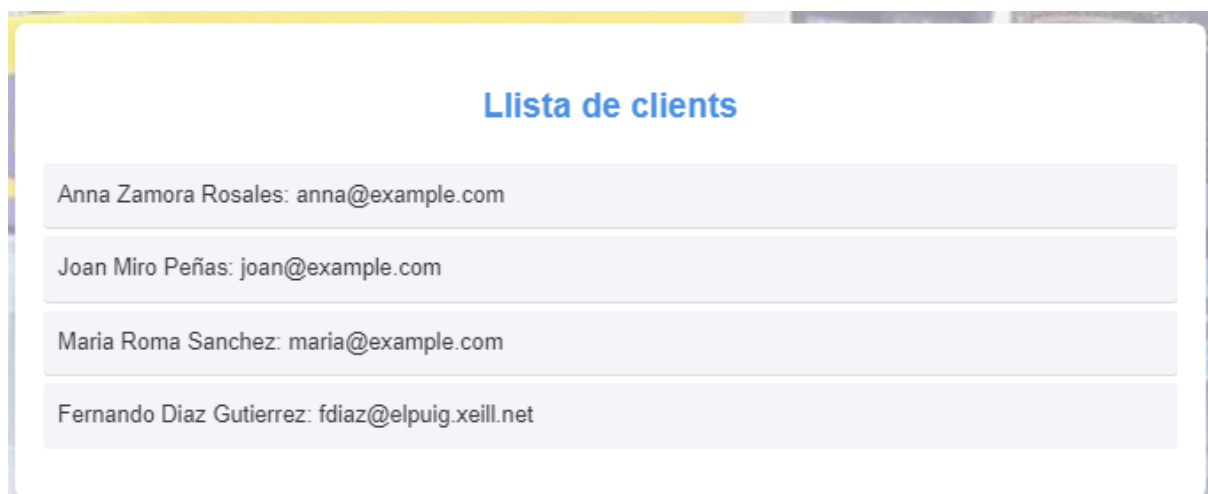 Llista de clients
Anna Zamora Rosales: anna@example.com
Joan Miro Peñas: joan@example.com
Maria Roma Sanchez: maria@example.com
Fernando Diaz Gutierrez: fdiaz@elpuig.xeill.net